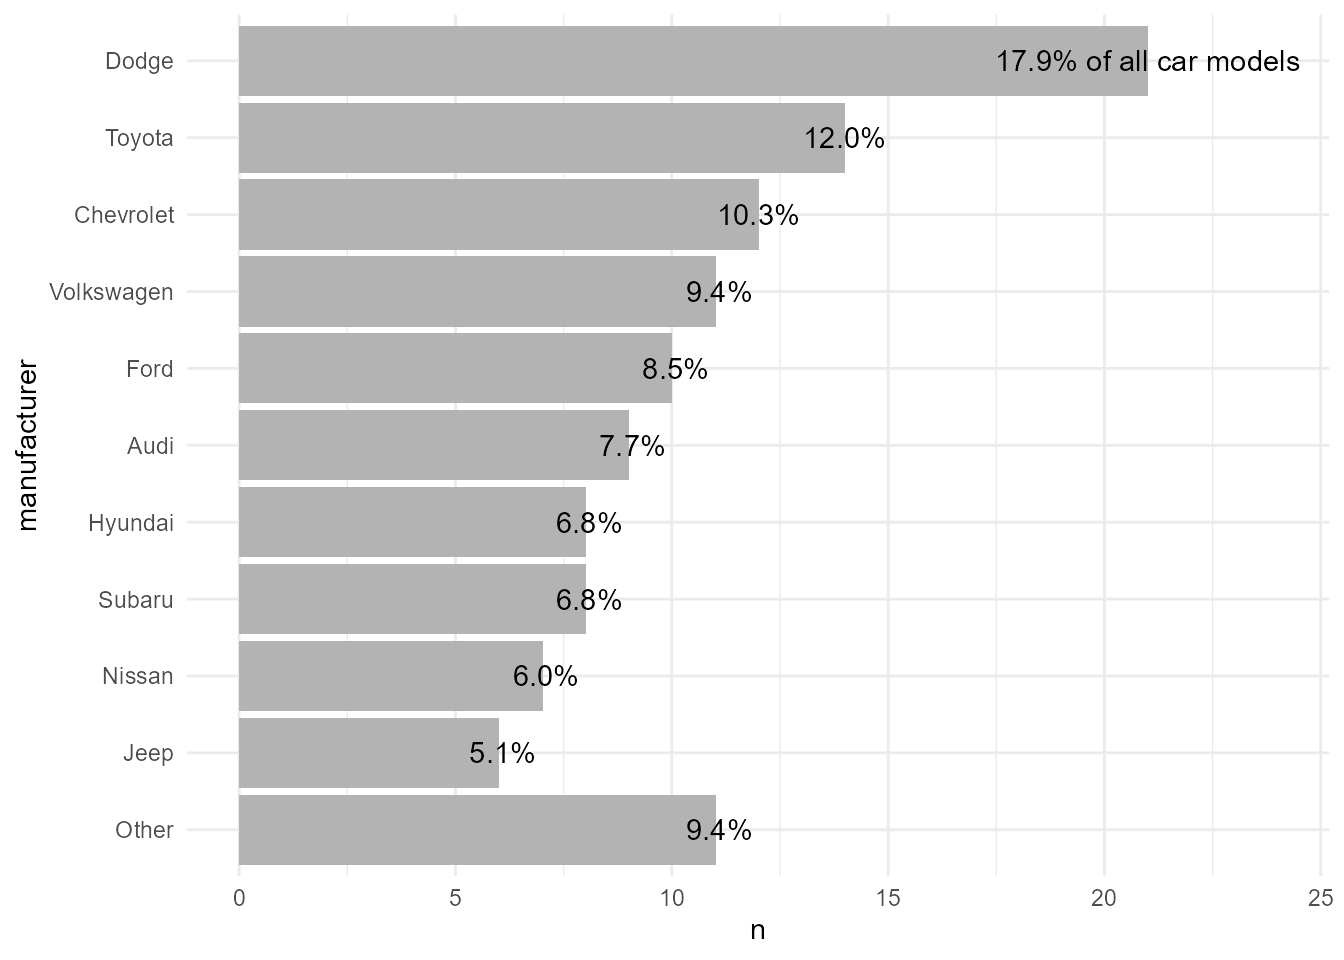 Dodge 17.9% of all car models
Toyota 12.0%
Chevrolet 10.3%
Volkswagen 9.4%
Ford 8.5%
Audi 7.7%
Hyundai 6.8%
Subaru 6.8%
Nissan 6.0%
Jeep 5.1%
Other 9.4%
manufacturer
0 5 10 15 20 25
n